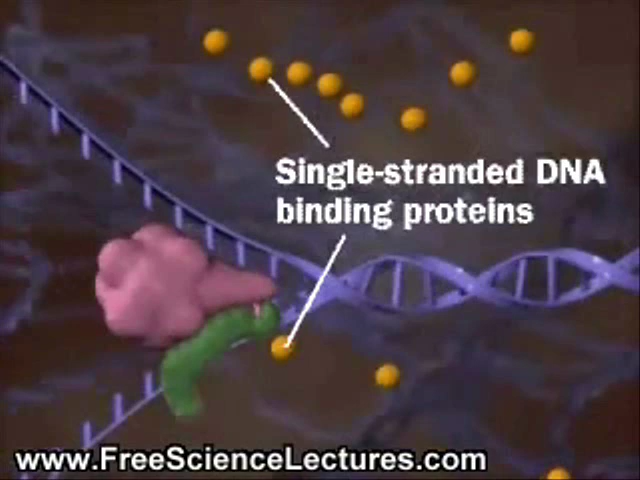 Single-stranded DNA
binding proteins
www.FreeScienceLectures.com